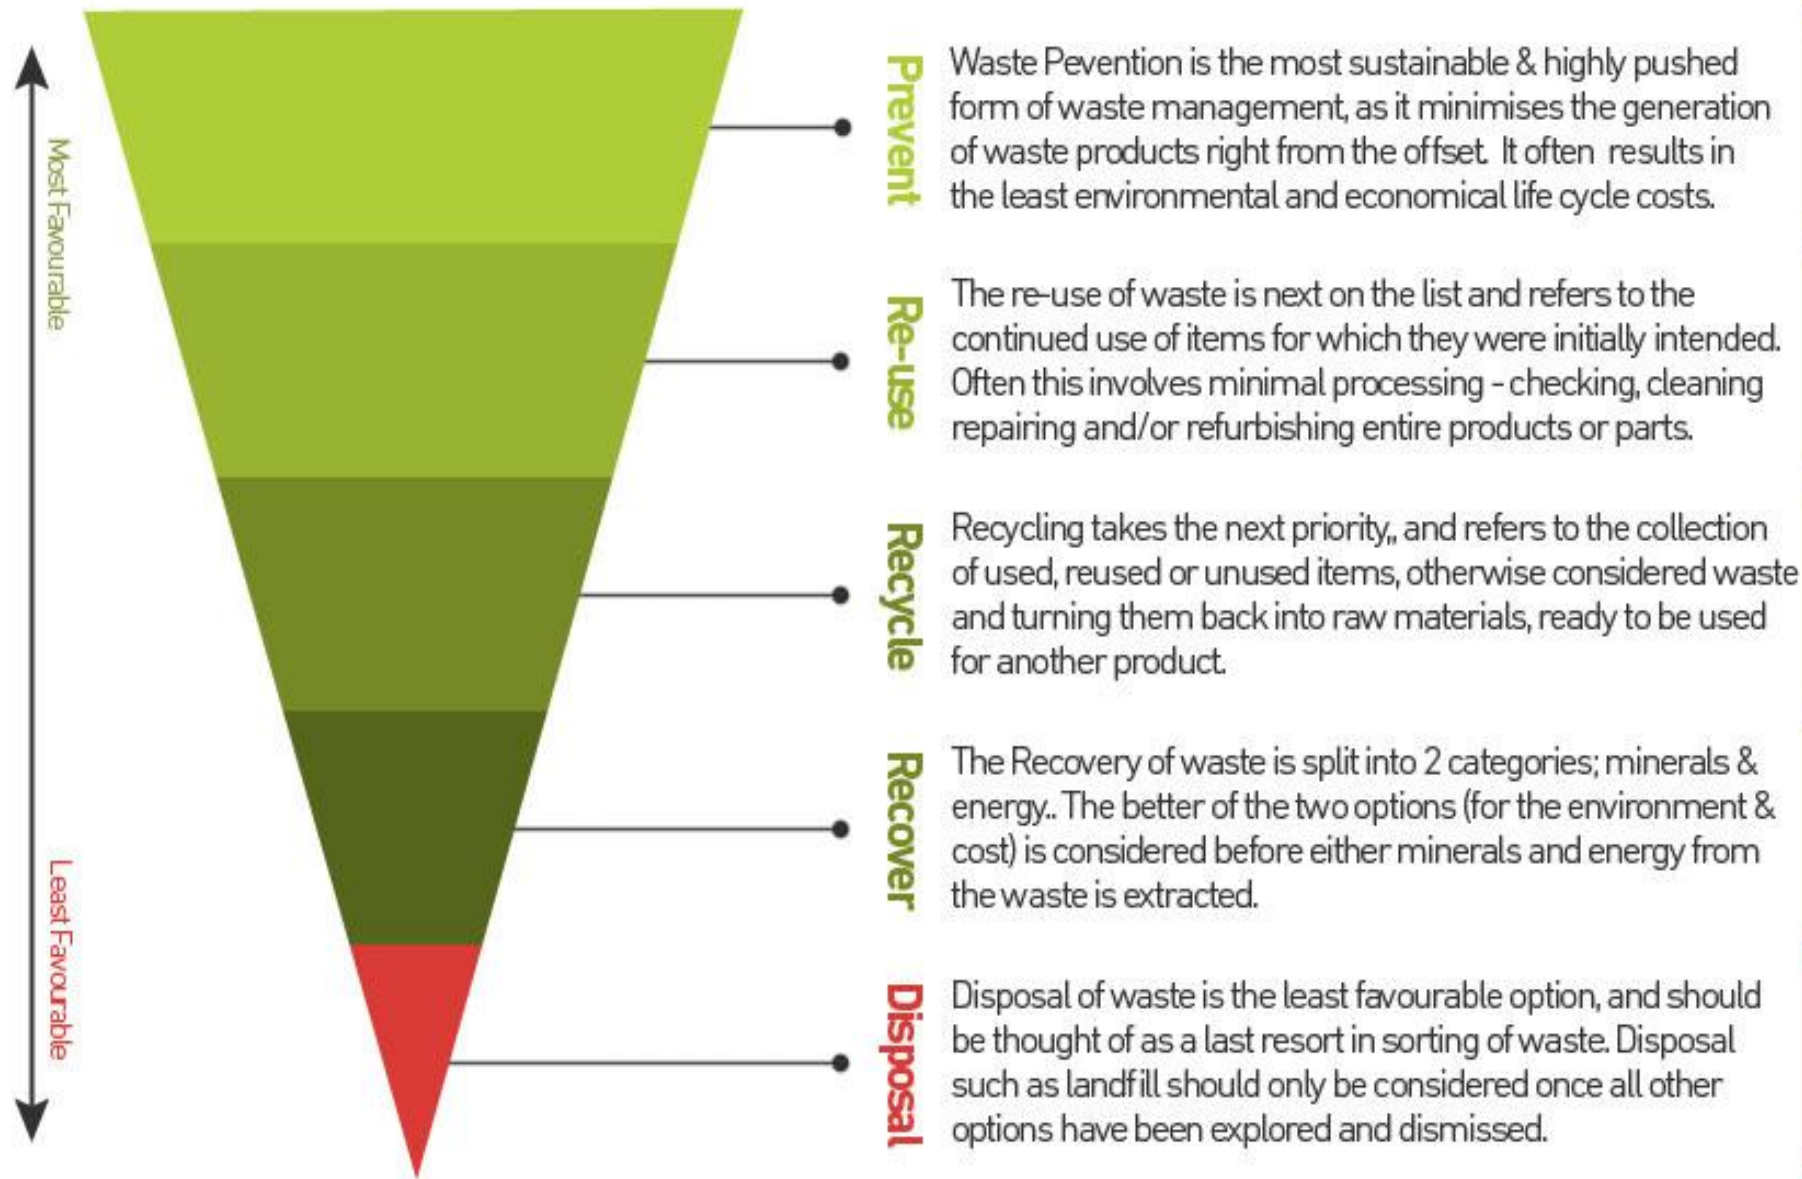 Most Favourable
Least Favourable
Prevent
Waste Pevention is the most sustainable & highly pushed
form of waste management, as it minimises the generation
of waste products right from the offset. It often results in
the least environmental and economical life cycle costs.
Re-use
The re-use of waste is next on the list and refers to the
continued use of items for which they were initially intended.
Often this involves minimal processing - checking, cleaning
repairing and/or refurbishing entire products or parts.
Recycle
Recycling takes the next priority,, and refers to the collection
of used, reused or unused items, otherwise considered waste
and turning them back into raw materials, ready to be used
for another product.
Recover
The Recovery of waste is split into 2 categories; minerals &
energy.. The better of the two options (for the environment &
cost) is considered before either minerals and energy from
the waste is extracted.
Disposal
Disposal of waste is the least favourable option, and should
be thought of as a last resort in sorting of waste. Disposal
such as landfill should only be considered once all other
options have been explored and dismissed.